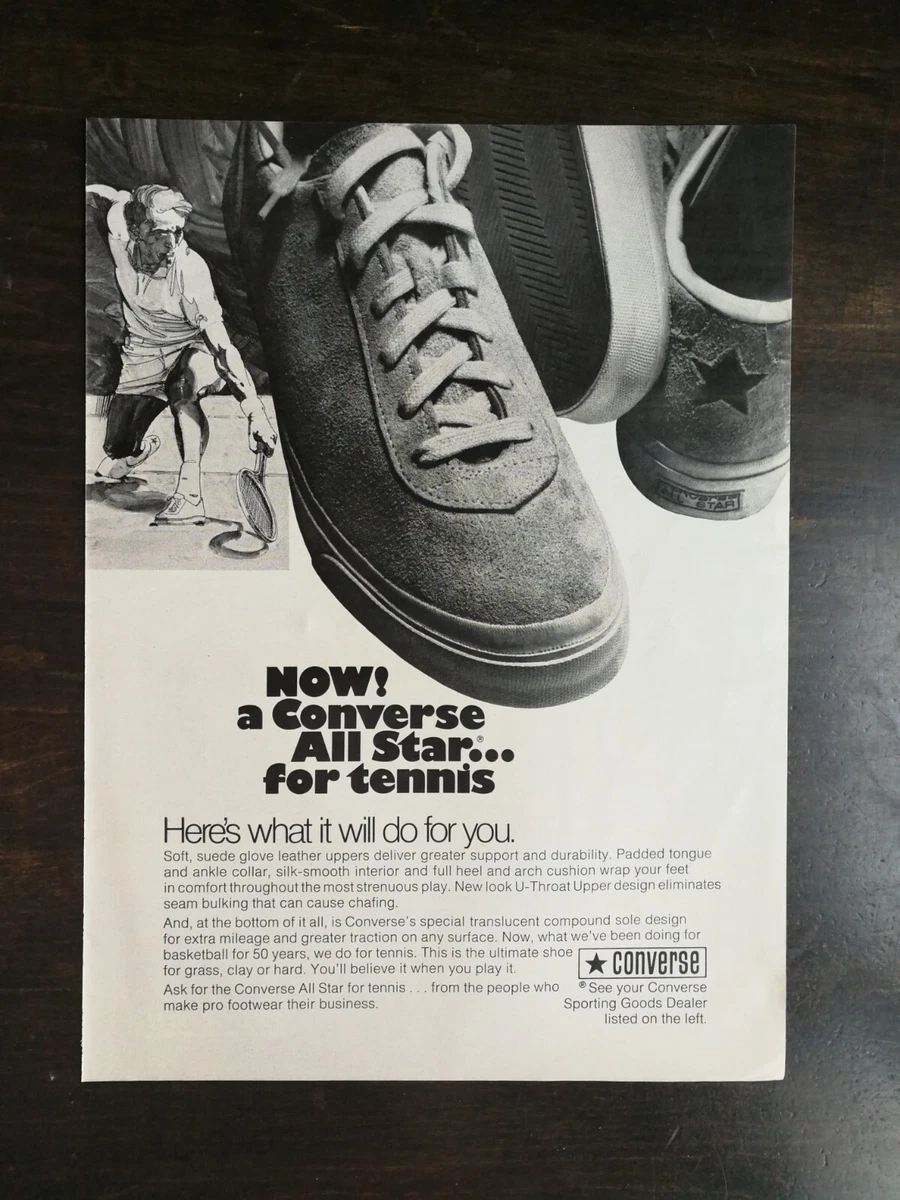 CONVERSE
ALL STAR
NOW!
a Converse
All Star®...
for tennis
Here's what it will do for you.
Soft, suede glove leather uppers deliver greater support and durability. Padded tongue
and ankle collar, silk-smooth interior and full heel and arch cushion wrap your feet
in comfort throughout the most strenuous play. New look U-Throat Upper design eliminates
seam bulking that can cause chafing.
And, at the bottom of it all, is Converse's special translucent compound sole design
for extra mileage and greater traction on any surface. Now, what we've been doing for
basketball for 50 years, we do for tennis. This is the ultimate shoe
for grass, clay or hard. You'll believe it when you play it.
Ask for the Converse All Star for tennis . . . from the people who
make pro footwear their business.
★ converse
® See your Converse
Sporting Goods Dealer
listed on the left.